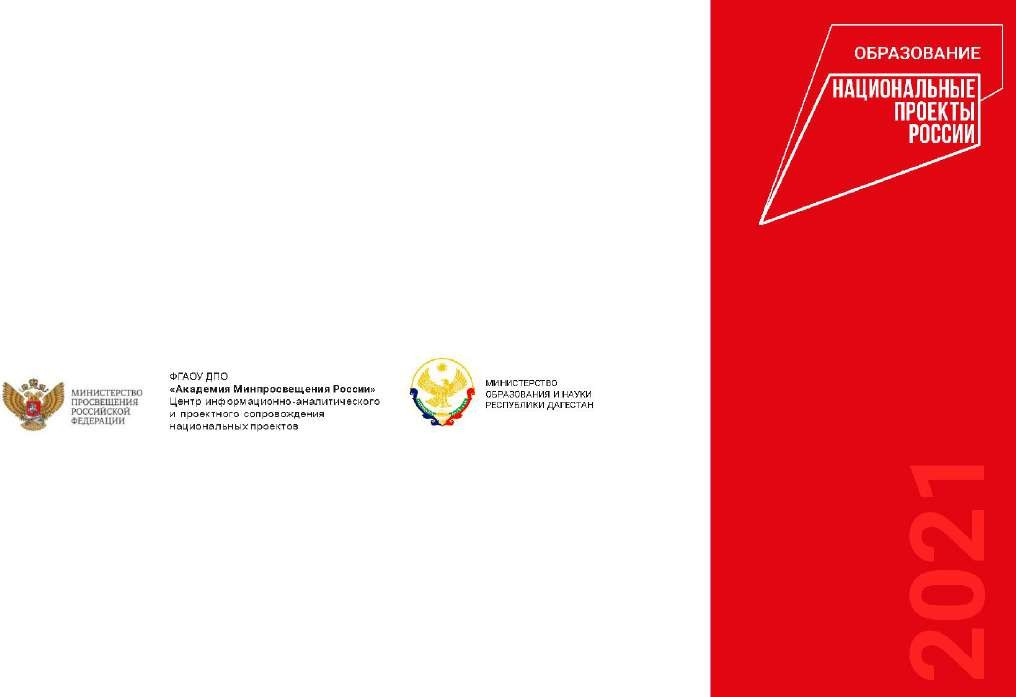 ОБРАЗОВАНИЕ
НАЦИОНАЛЬНЫЕ
ПРОЕКТЫ
РОССИИ
МИНИСТЕРСТВО
ПРОСВЕЩЕНИЯ
РОССИЙСКОЙ
ФЕДЕРАЦИИ
ФГАОУ ДПО
«Академия Минпросвещения России»
Центр информационно-аналитического
и проектного сопровождения
национальных проектов
МИНИСТЕРСТВО
ОБРАЗОВАНИЯ И НАУКИ
РЕСПУБЛИКИ ДАГЕСТАН
2021